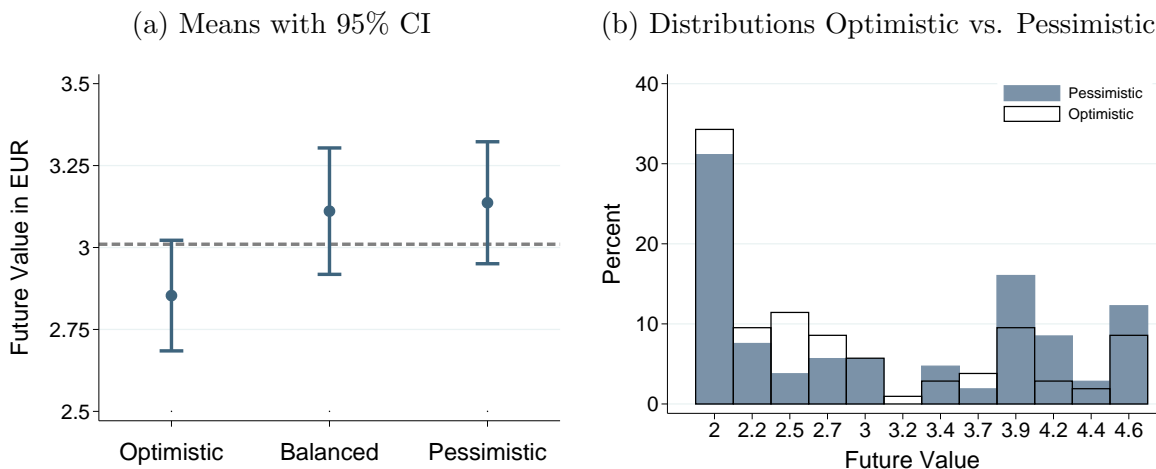 (a) Means with 95% CI
Future Value in EUR
3.5
3.25
3
2.75
2.5
Optimistic
Balanced
Pessimistic
(b) Distributions Optimistic vs. Pessimistic
Percent
40
30
20
10
0
Pessimistic
Optimistic
2 2.2 2.5 2.7 3 3.2 3.4 3.7 3.9 4.2 4.4 4.6
Future Value